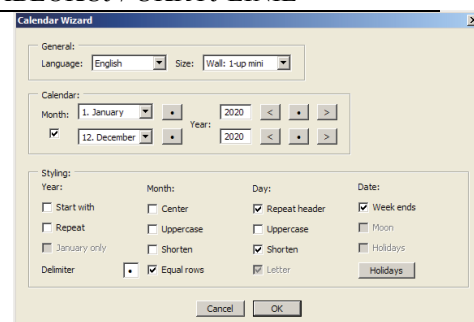 Calendar Wizard
General:
Language: English Size: Wall: 1-up mini
Calendar:
Month: 1. January 2020 < • >
Year:
12. December 2020 < • >
Styling:
Year: Month: Day: Date:
Start with Center Repeat header Week ends
Repeat Uppercase Uppercase Moon
January only Shorten Shorten Holidays
Delimiter • Equal rows Letter Holidays
Cancel OK